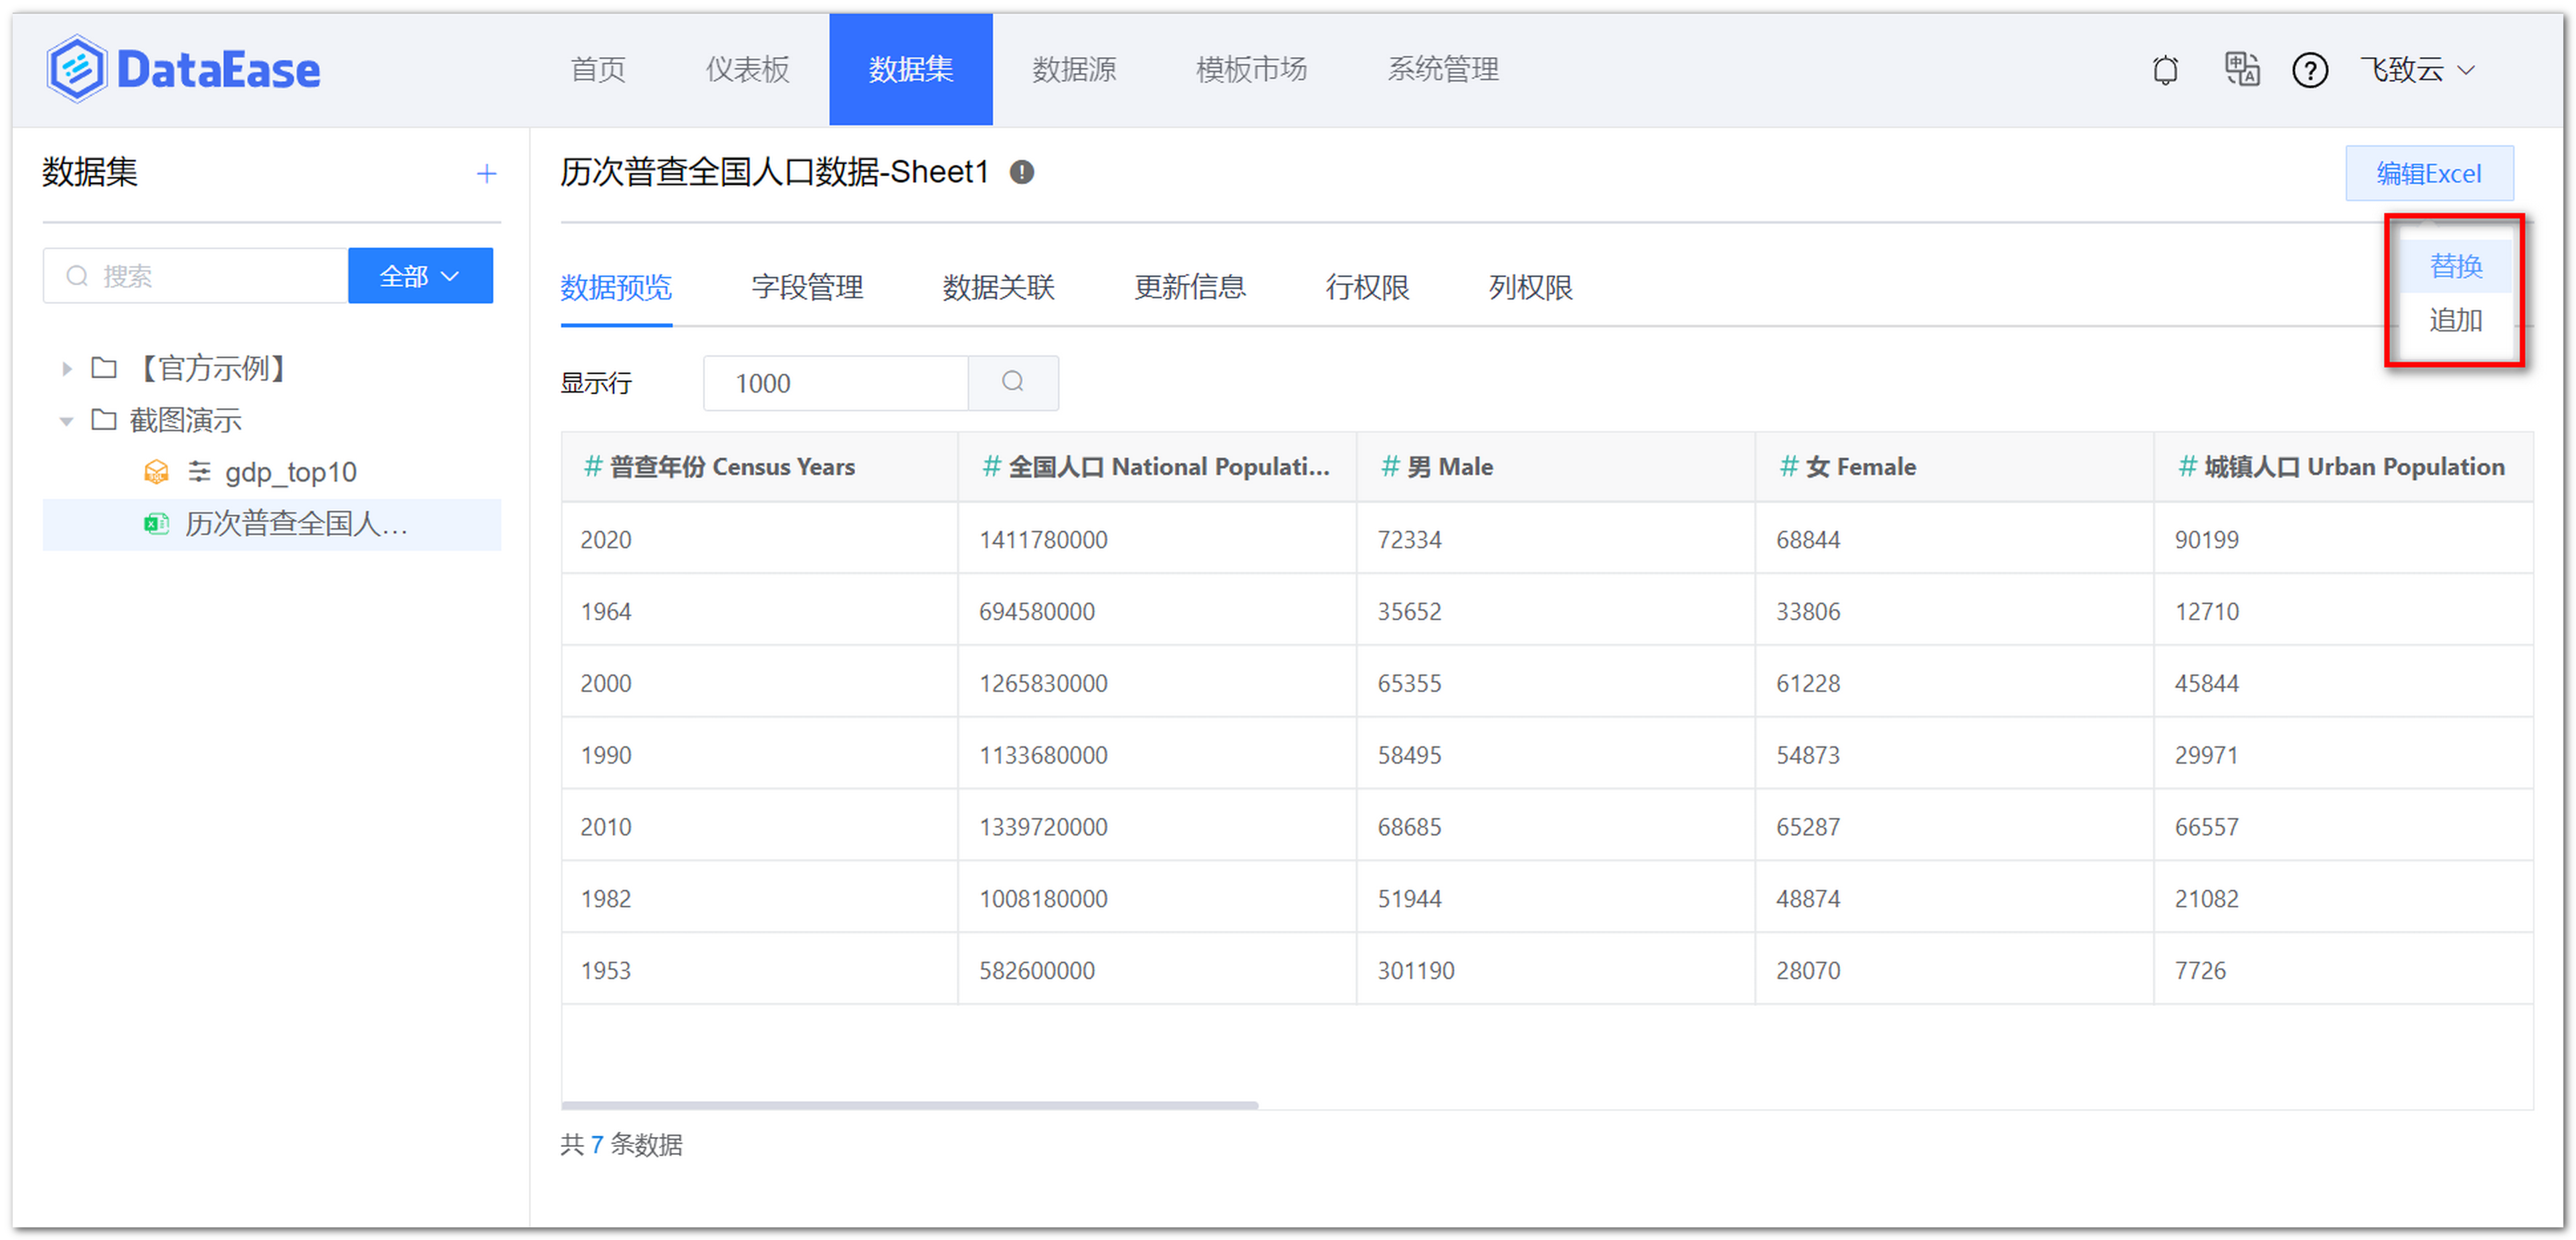 DataEase 首页 仪表板 数据集 数据源 模板市场 系统管理 飞致云
数据集
搜索 全部
【官方示例】
截图演示
gdp_top10
历次普查全国人...
历次普查全国人口数据-Sheet1 编辑Excel
替换
追加
数据预览 字段管理 数据关联 更新信息 行权限 列权限
显示行 1000
# 普查年份 Census Years # 全国人口 National Populati... # 男 Male # 女 Female # 城镇人口 Urban Population
2020 1411780000 72334 68844 90199
1964 694580000 35652 33806 12710
2000 1265830000 65355 61228 45844
1990 1133680000 58495 54873 29971
2010 1339720000 68685 65287 66557
1982 1008180000 51944 48874 21082
1953 582600000 301190 28070 7726
共 7 条数据